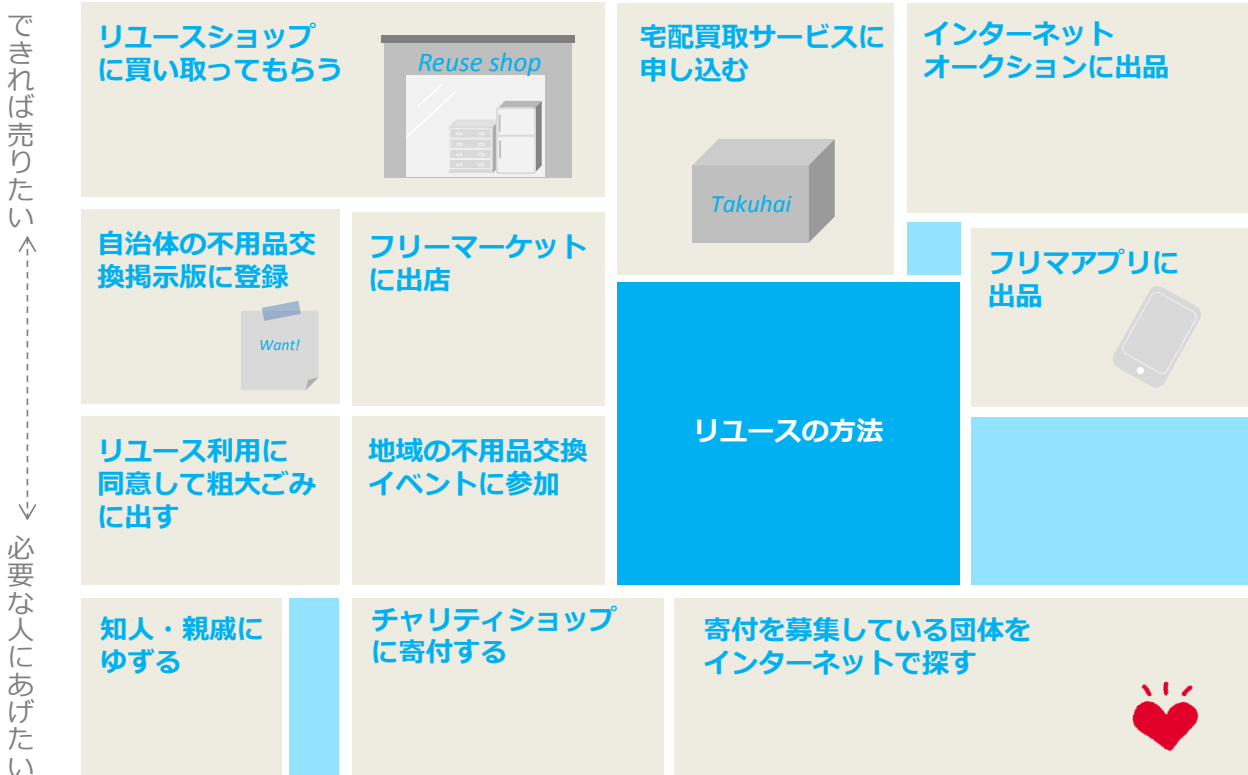 できれば売りたい
必要な人にあげたい
リユースショップ
に買い取ってもらう
Reuse shop
宅配買取サービスに
申し込む
Takuhai
インターネット
オークションに出品
自治体の不用品交
換掲示版に登録
Want!
フリーマーケット
に出店
フリマアプリに
出品
リユースの方法
リユース利用に
同意して粗大ごみ
に出す
地域の不用品交換
イベントに参加
知人・親戚に
ゆずる
チャリティショップ
に寄付する
寄付を募集している団体を
インターネットで探す